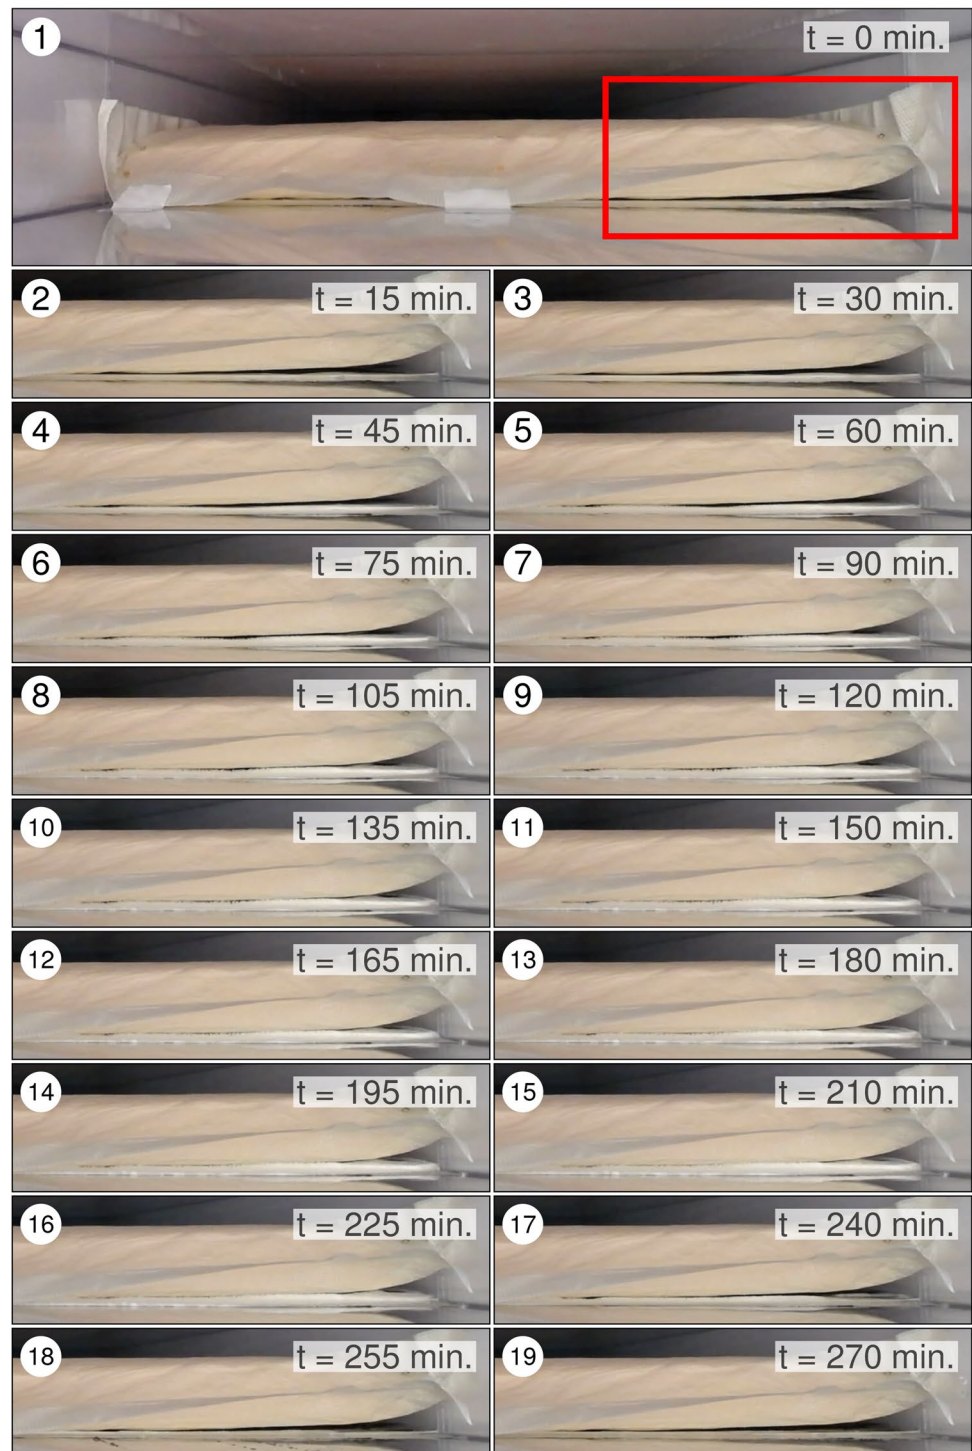 1 t = 0 min.
2 t = 15 min. 3 t = 30 min.
4 t = 45 min. 5 t = 60 min.
6 t = 75 min. 7 t = 90 min.
8 t = 105 min. 9 t = 120 min.
10 t = 135 min. 11 t = 150 min.
12 t = 165 min. 13 t = 180 min.
14 t = 195 min. 15 t = 210 min.
16 t = 225 min. 17 t = 240 min.
18 t = 255 min. 19 t = 270 min.